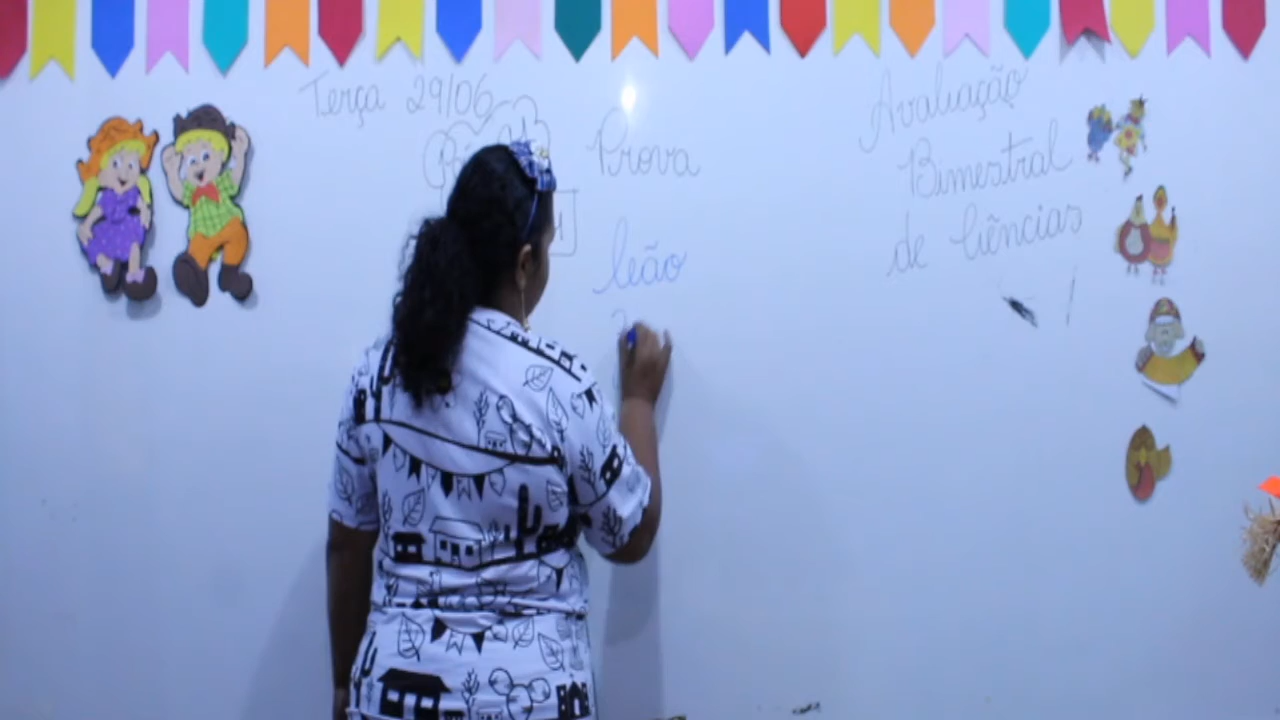 Terça 29/06
Prova
leão
Avaliação
Bimestral
de Ciências